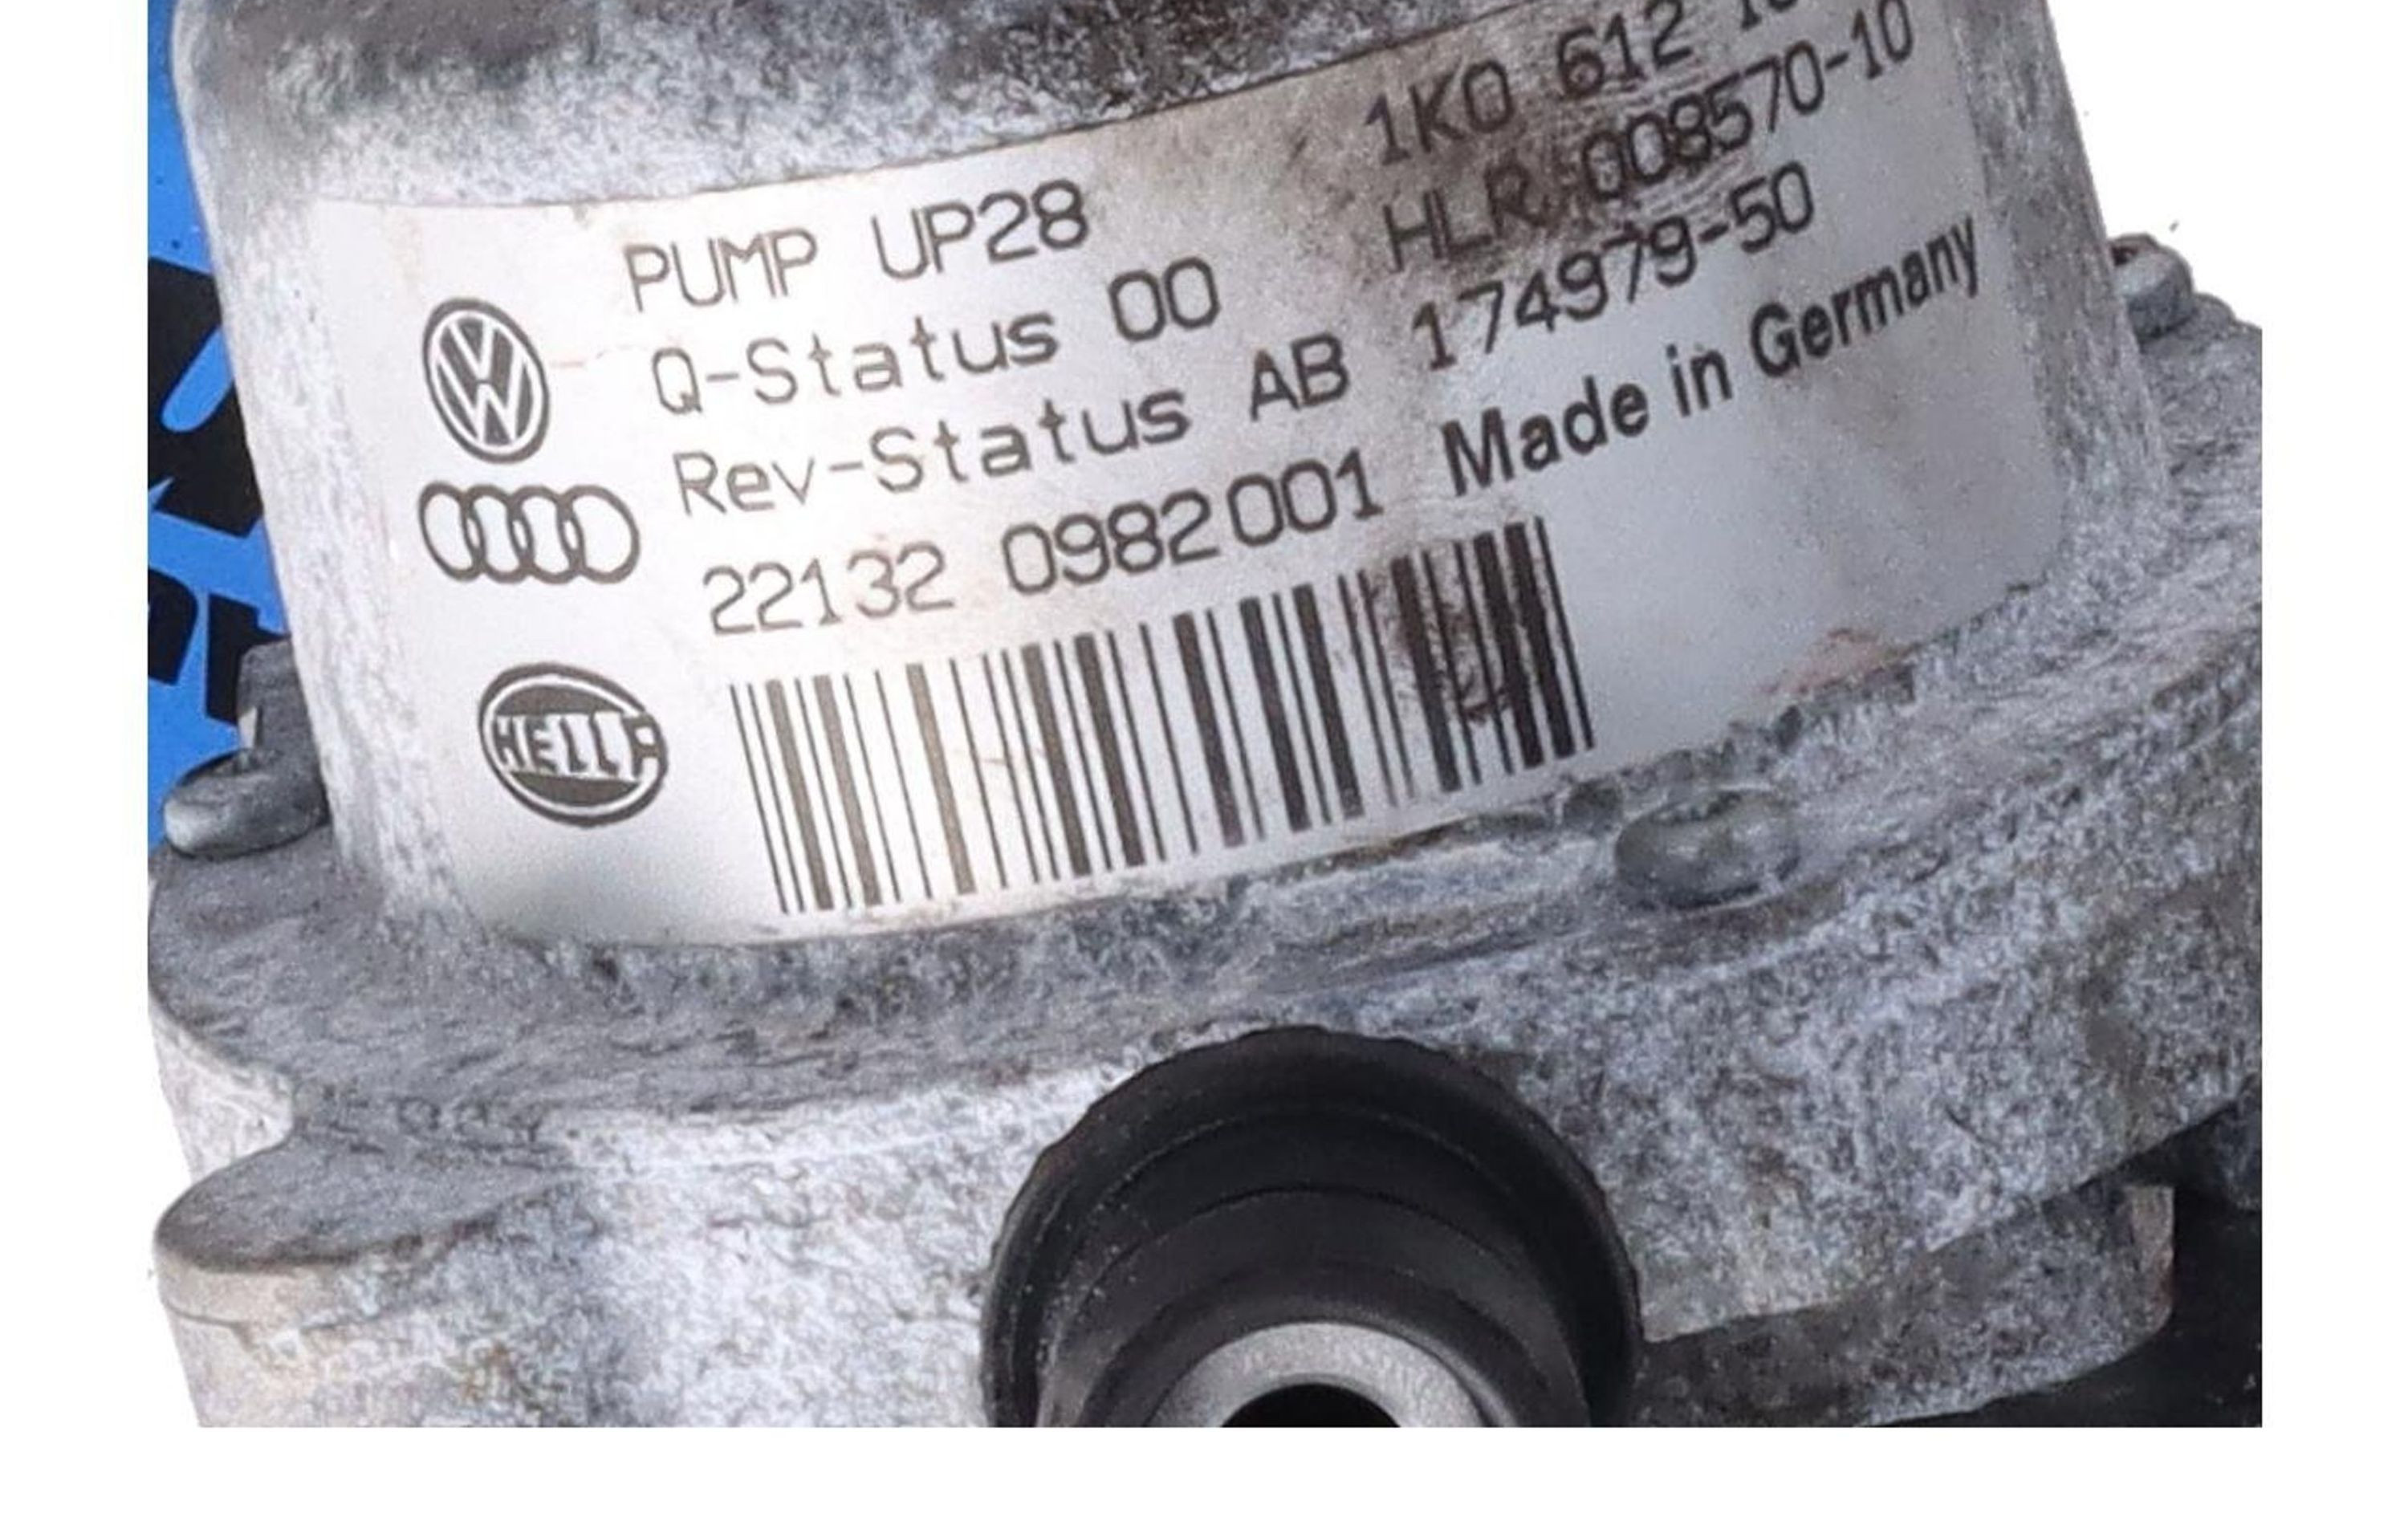 PUMP UP28 1K0 612
Q-Status 00 HLR 008570-10
Rev-Status AB 174979-50
22132 0982001 Made in Germany
HELLA